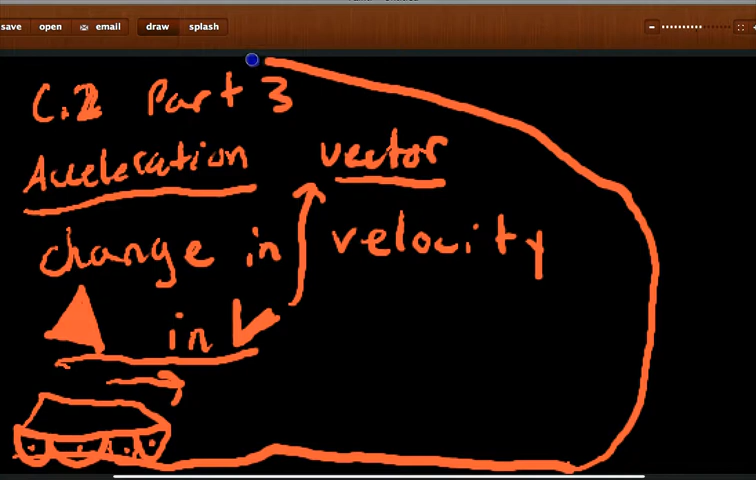 save open email draw splash
C.2 Part 3
Acceleration vector
change in velocity
in V